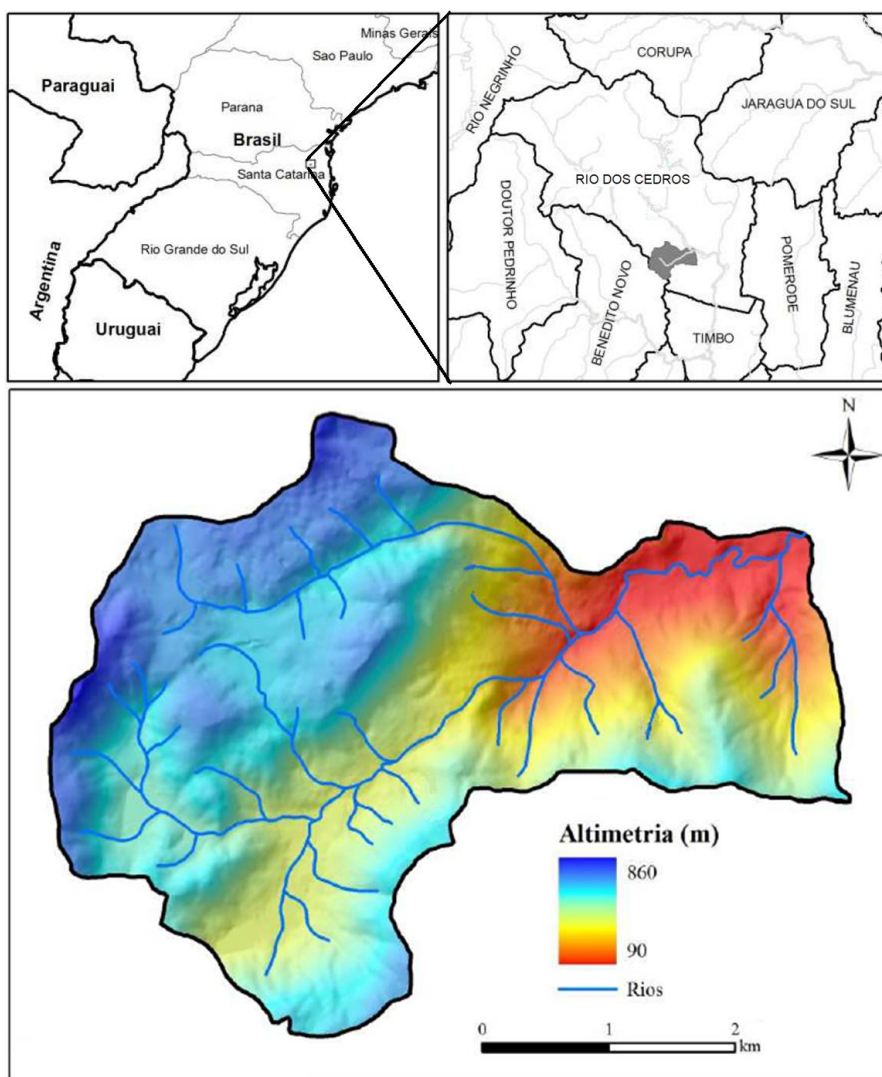 Minas Gerais
Sao Paulo
Paraguai
Parana
Brasil
Santa Catarina
Rio Grande do Sul
Argentina
Uruguai
CORUPA
RIO NEGRINHO
JARAGUA DO SUL
RIO DOS CEDROS
DOUTOR PEDRINHO
BENEDITO NOVO
POMERODE
BLUMENAU
TIMBO
N
Altimetria (m)
860
90
Rios
0 1 2
km